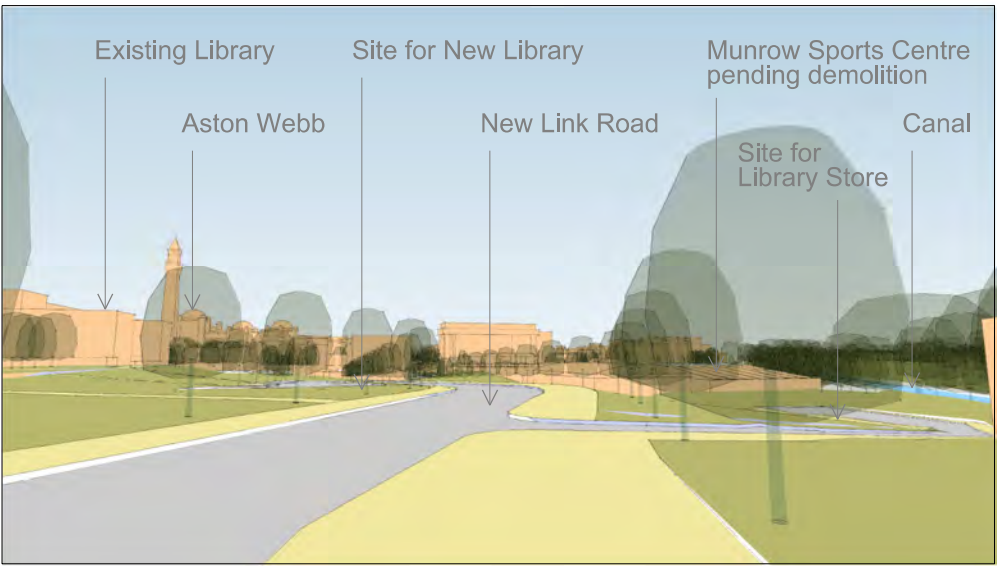 Existing Library
Site for New Library
Munrow Sports Centre
pending demolition
Aston Webb
New Link Road
Canal
Site for
Library Store